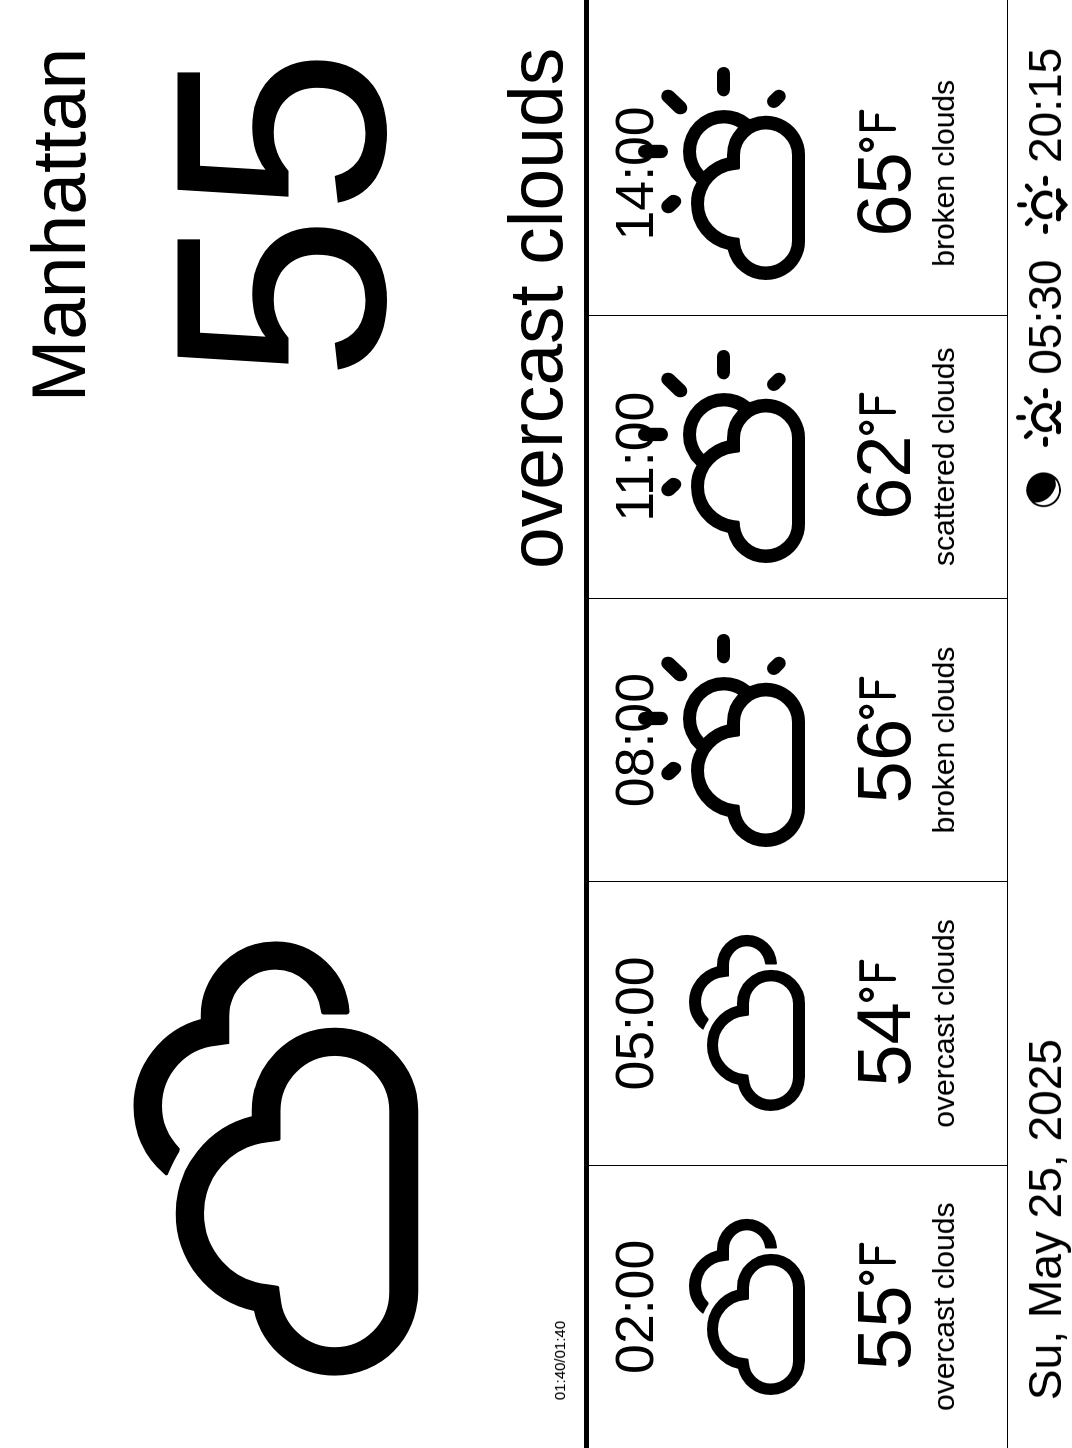 Manhattan
55
overcast clouds
01:40/01:40
02:00
55°F
overcast clouds
05:00
54°F
overcast clouds
08:00
56°F
broken clouds
11:00
62°F
scattered clouds
14:00
65°F
broken clouds
Su, May 25, 2025
05:30
20:15